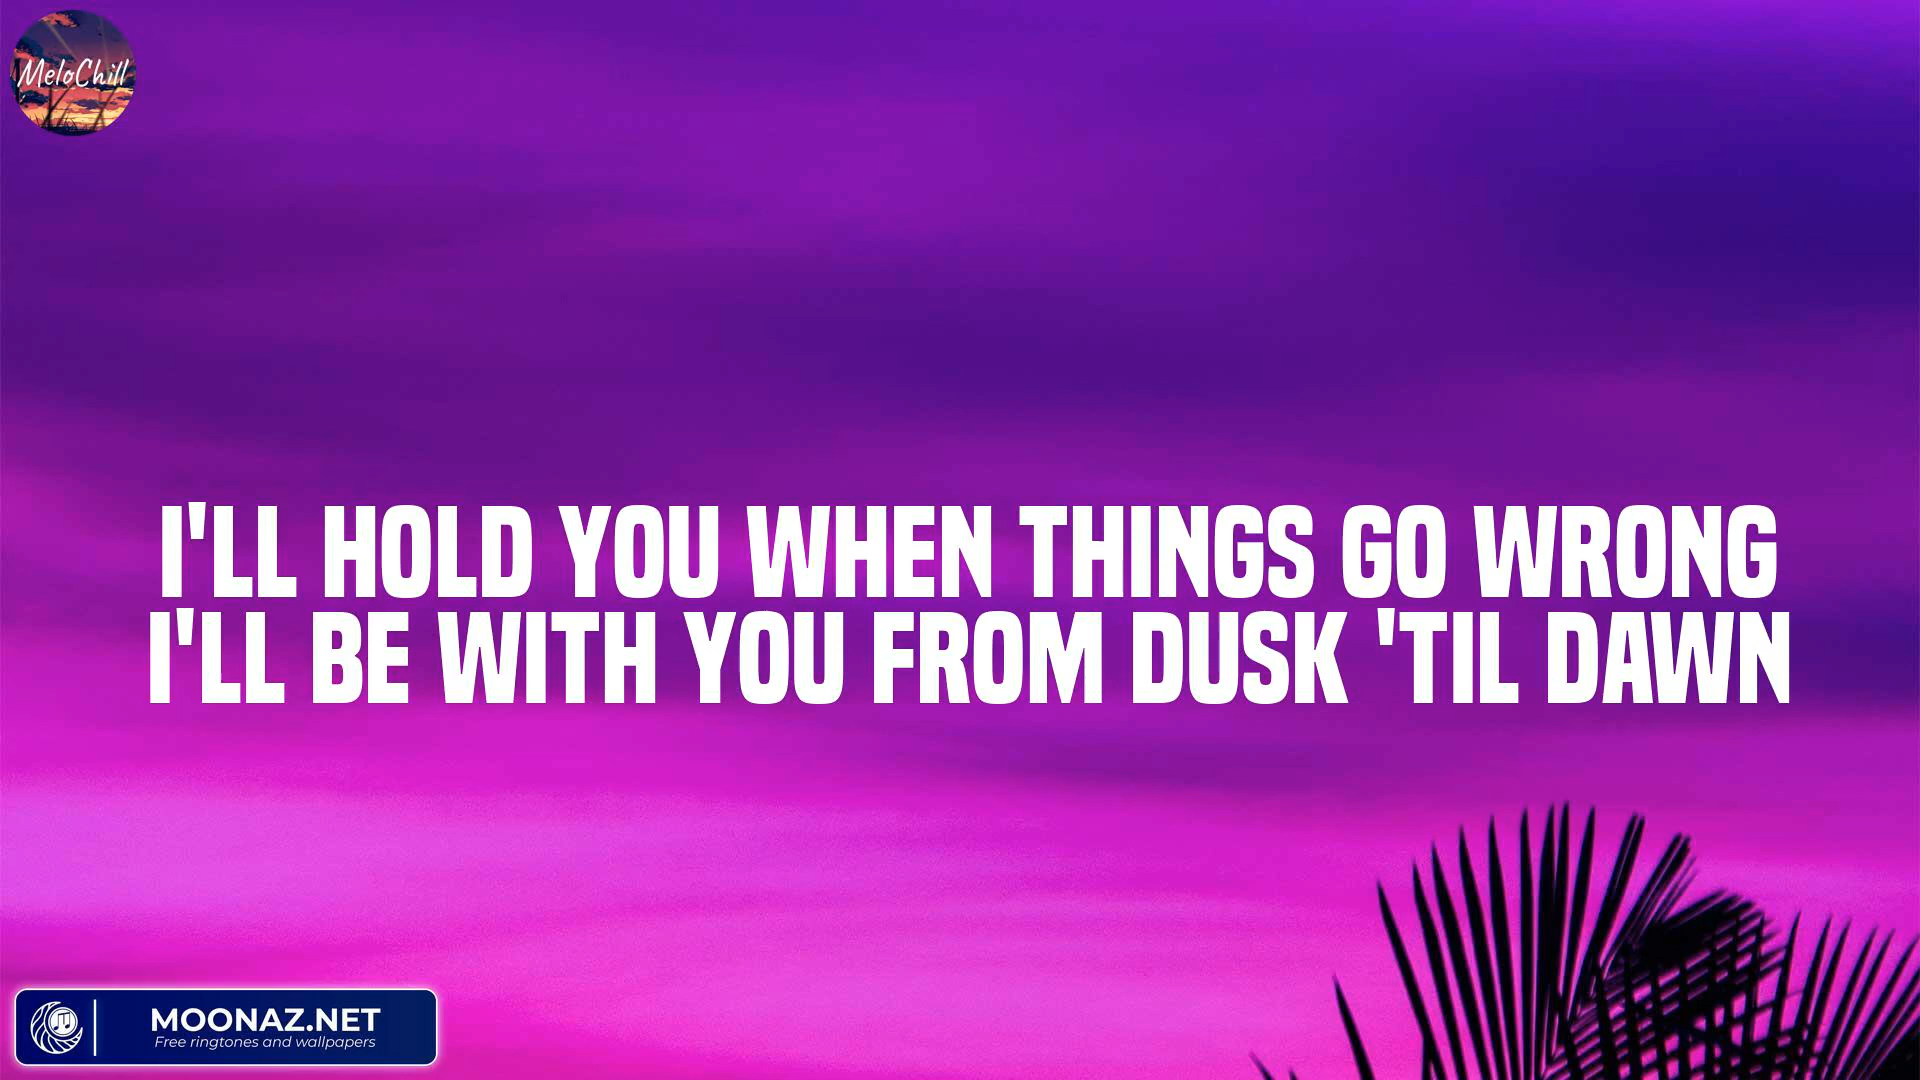 MeloChill
I'LL HOLD YOU WHEN THINGS GO WRONG
I'LL BE WITH YOU FROM DUSK 'TIL DAWN
MOONAZ.NET
Free ringtones and wallpapers